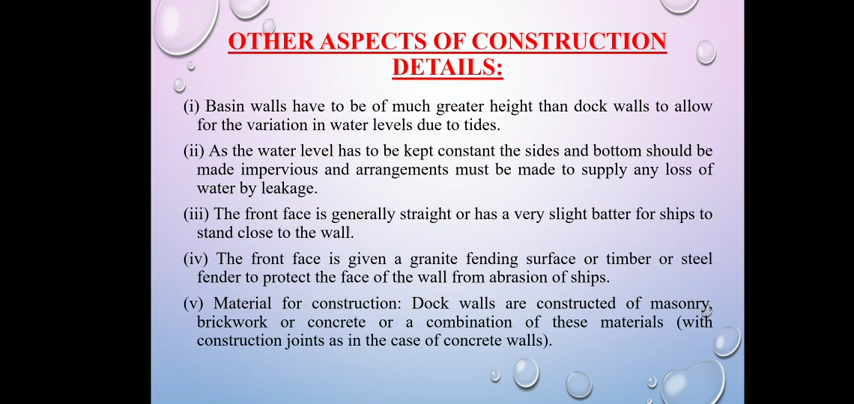 OTHER ASPECTS OF CONSTRUCTION
DETAILS:
(i) Basin walls have to be of much greater height than dock walls to allow
for the variation in water levels due to tides.
(ii) As the water level has to be kept constant the sides and bottom should be
made impervious and arrangements must be made to supply any loss of
water by leakage.
(iii) The front face is generally straight or has a very slight batter for ships to
stand close to the wall.
(iv) The front face is given a granite fending surface or timber or steel
fender to protect the face of the wall from abrasion of ships.
(v) Material for construction: Dock walls are constructed of masonry,
brickwork or concrete or a combination of these materials (with
construction joints as in the case of concrete walls).